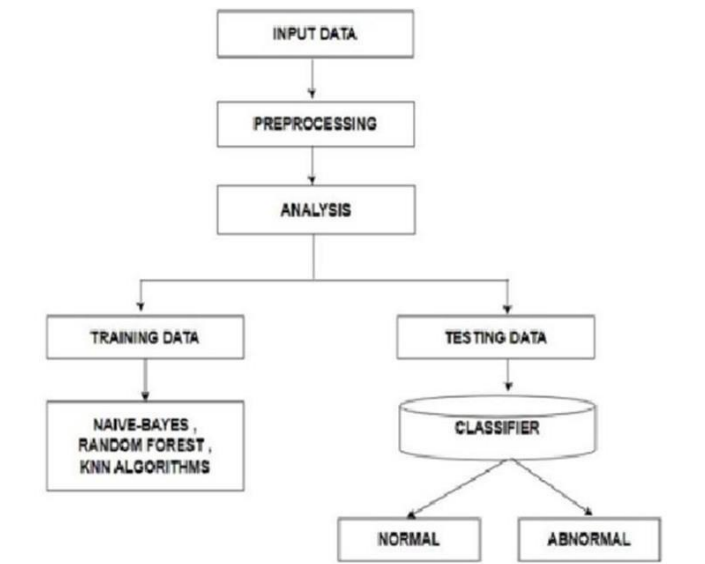 INPUT DATA
PREPROCESSING
ANALYSIS
TRAINING DATA
TESTING DATA
NAIVE-BAYES ,
RANDOM FOREST ,
KNN ALGORITHMS
CLASSIFIER
NORMAL
ABNORMAL